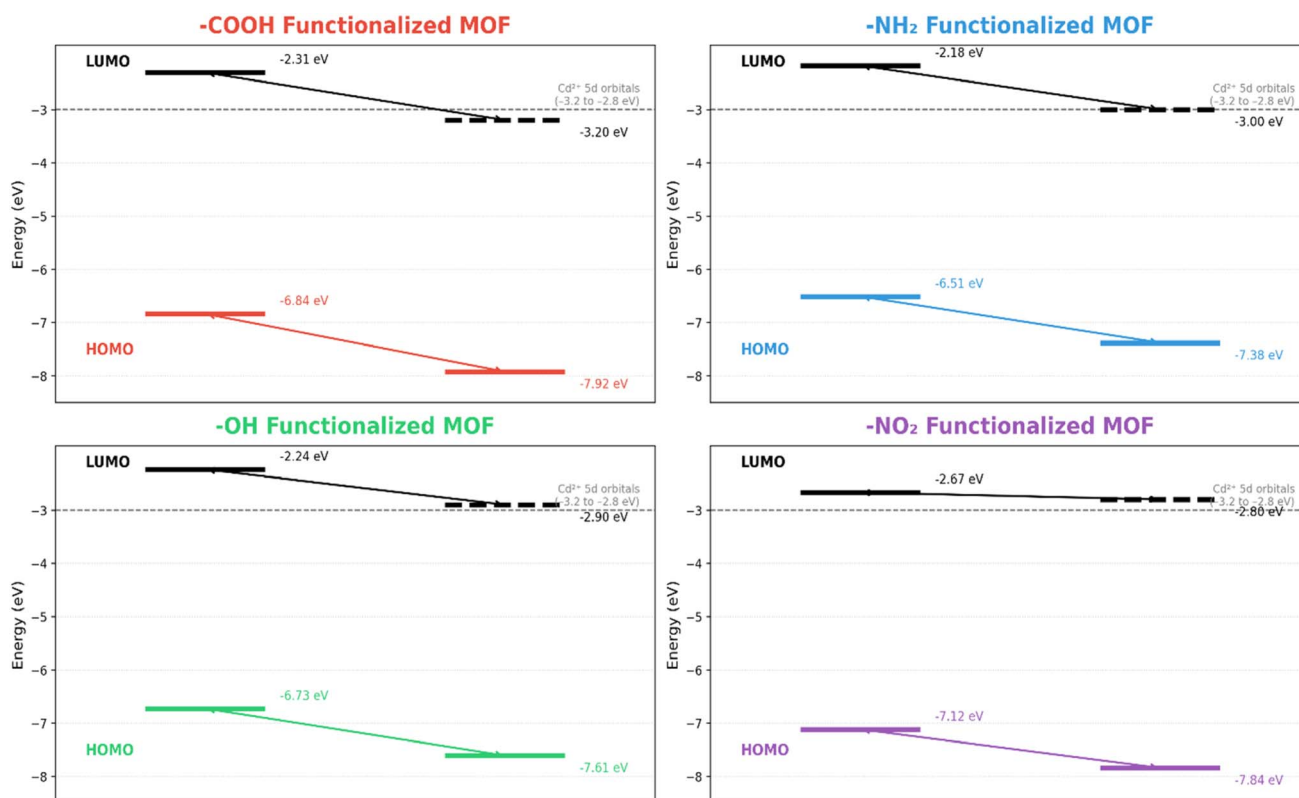 -COOH Functionalized MOF
LUMO
-2.31 eV
Cd²⁺ 5d orbitals
(–3.2 to –2.8 eV)
-3.20 eV
-6.84 eV
HOMO
-7.92 eV
Energy (eV)
−3
−4
−5
−6
−7
−8
-NH₂ Functionalized MOF
LUMO
-2.18 eV
Cd²⁺ 5d orbitals
(–3.2 to –2.8 eV)
-3.00 eV
-6.51 eV
HOMO
-7.38 eV
Energy (eV)
−3
−4
−5
−6
−7
−8
-OH Functionalized MOF
LUMO
-2.24 eV
Cd²⁺ 5d orbitals
(–3.2 to –2.8 eV)
-2.90 eV
-6.73 eV
HOMO
-7.61 eV
Energy (eV)
−3
−4
−5
−6
−7
−8
-NO₂ Functionalized MOF
LUMO
-2.67 eV
Cd²⁺ 5d orbitals
(–3.2 to –2.8 eV)
-2.80 eV
-7.12 eV
HOMO
-7.84 eV
Energy (eV)
−3
−4
−5
−6
−7
−8